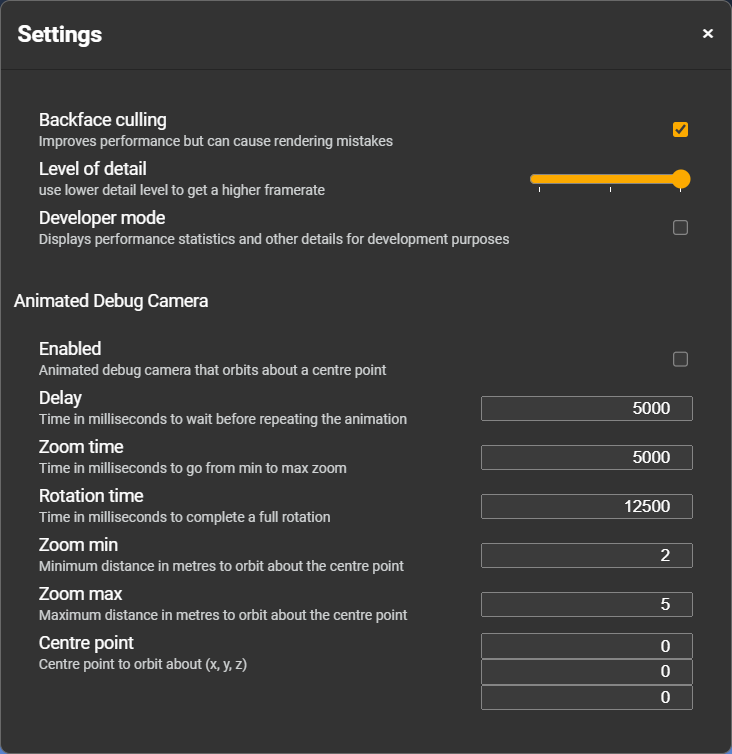 Settings
×
Backface culling
Improves performance but can cause rendering mistakes
Level of detail
use lower detail level to get a higher framerate
Developer mode
Displays performance statistics and other details for development purposes
Animated Debug Camera
Enabled
Animated debug camera that orbits about a centre point
Delay
Time in milliseconds to wait before repeating the animation
5000
Zoom time
Time in milliseconds to go from min to max zoom
5000
Rotation time
Time in milliseconds to complete a full rotation
12500
Zoom min
Minimum distance in metres to orbit about the centre point
2
Zoom max
Maximum distance in metres to orbit about the centre point
5
Centre point
Centre point to orbit about (x, y, z)
0
0
0